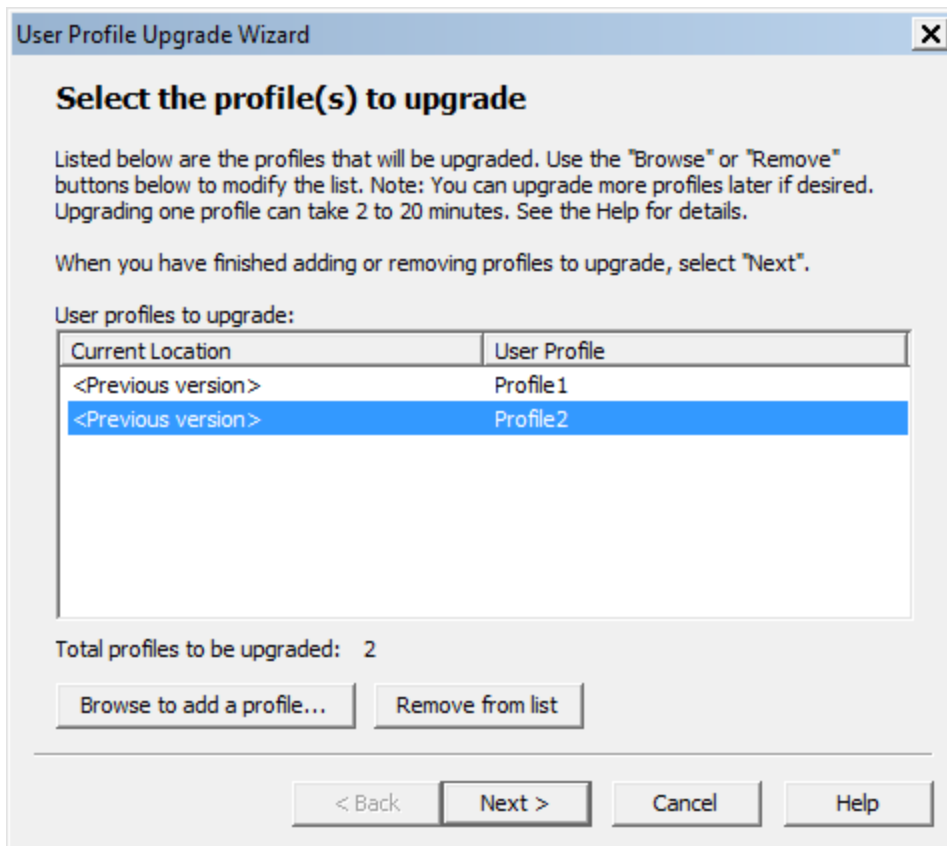 User Profile Upgrade Wizard
Select the profile(s) to upgrade
Listed below are the profiles that will be upgraded. Use the "Browse" or "Remove"
buttons below to modify the list. Note: You can upgrade more profiles later if desired.
Upgrading one profile can take 2 to 20 minutes. See the Help for details.
When you have finished adding or removing profiles to upgrade, select "Next".
User profiles to upgrade:
Current Location User Profile
<Previous version> Profile1
<Previous version> Profile2
Total profiles to be upgraded: 2
Browse to add a profile... Remove from list
< Back Next > Cancel Help